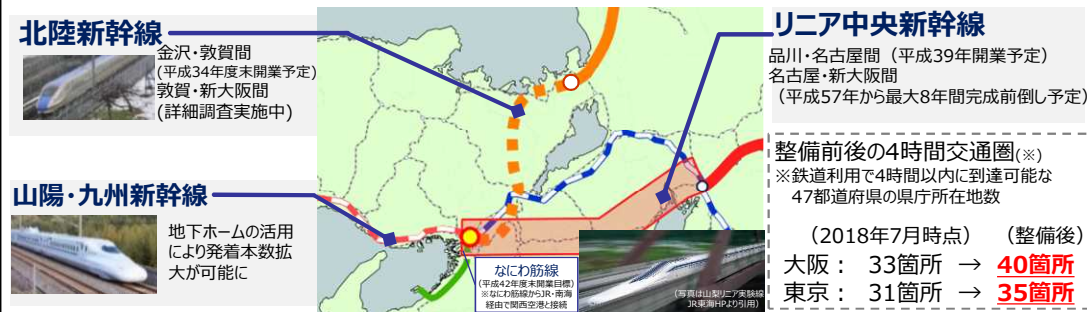 北陸新幹線
金沢・敦賀間
(平成34年度末開業予定)
敦賀・新大阪間
(詳細調査実施中)
山陽・九州新幹線
地下ホームの活用
により発着本数拡
大が可能に
なにわ筋線
(平成42年度末開業目標)
※なにわ筋線からJR・南海
経由で関西空港と接続
(写真は山梨リニア実験線
JR東海HPより引用)
リニア中央新幹線
品川・名古屋間（平成39年開業予定）
名古屋・新大阪間
（平成57年から最大8年間完成前倒し予定）
整備前後の4時間交通圏(※)
※鉄道利用で4時間以内に到達可能な
47都道府県の県庁所在地数
（2018年7月時点）　（整備後）
大阪： 33箇所 → 40箇所
東京： 31箇所 → 35箇所